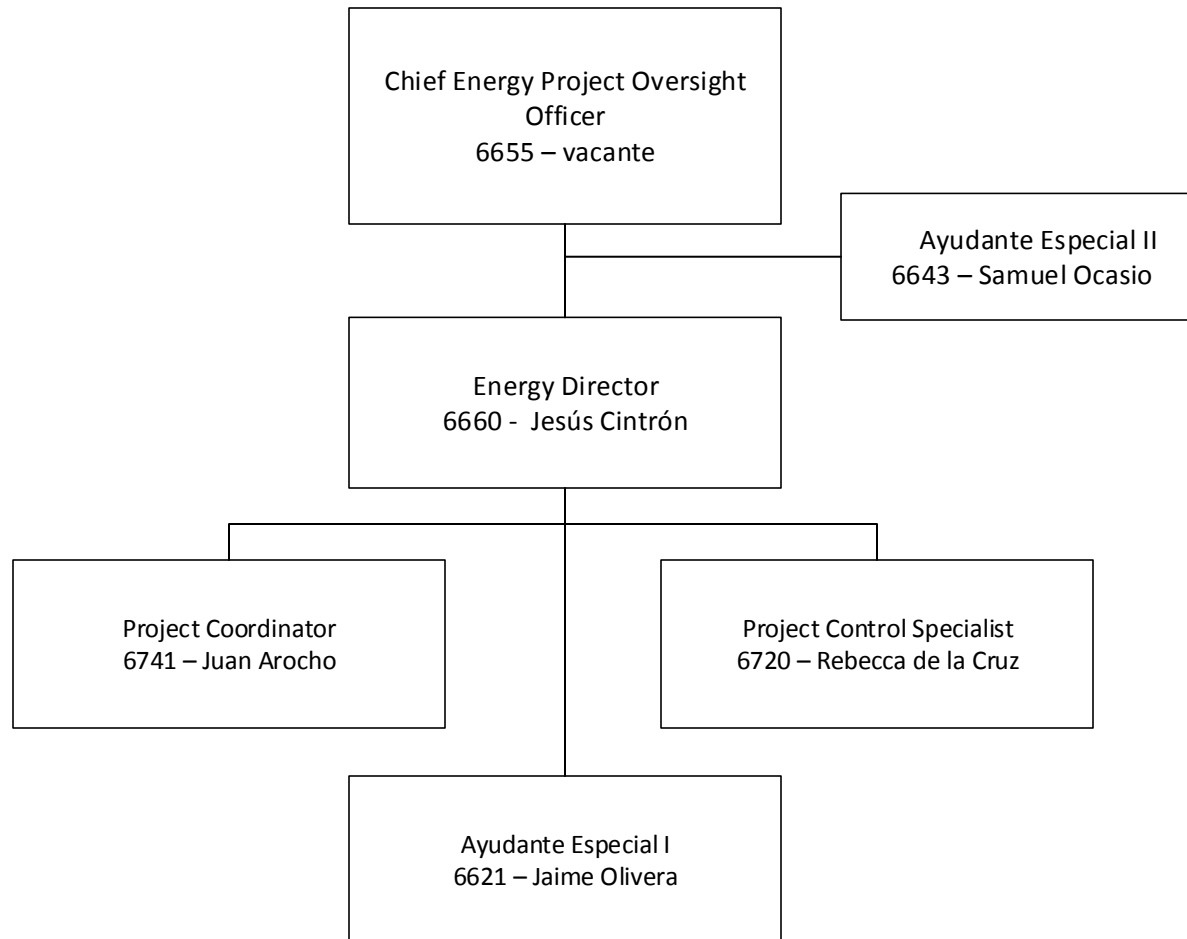 Chief Energy Project Oversight
Officer
6655 – vacante
Ayudante Especial II
6643 – Samuel Ocasio
Energy Director
6660 -  Jesús Cintrón
Project Coordinator
6741 – Juan Arocho
Project Control Specialist
6720 – Rebecca de la Cruz
Ayudante Especial I
6621 – Jaime Olivera